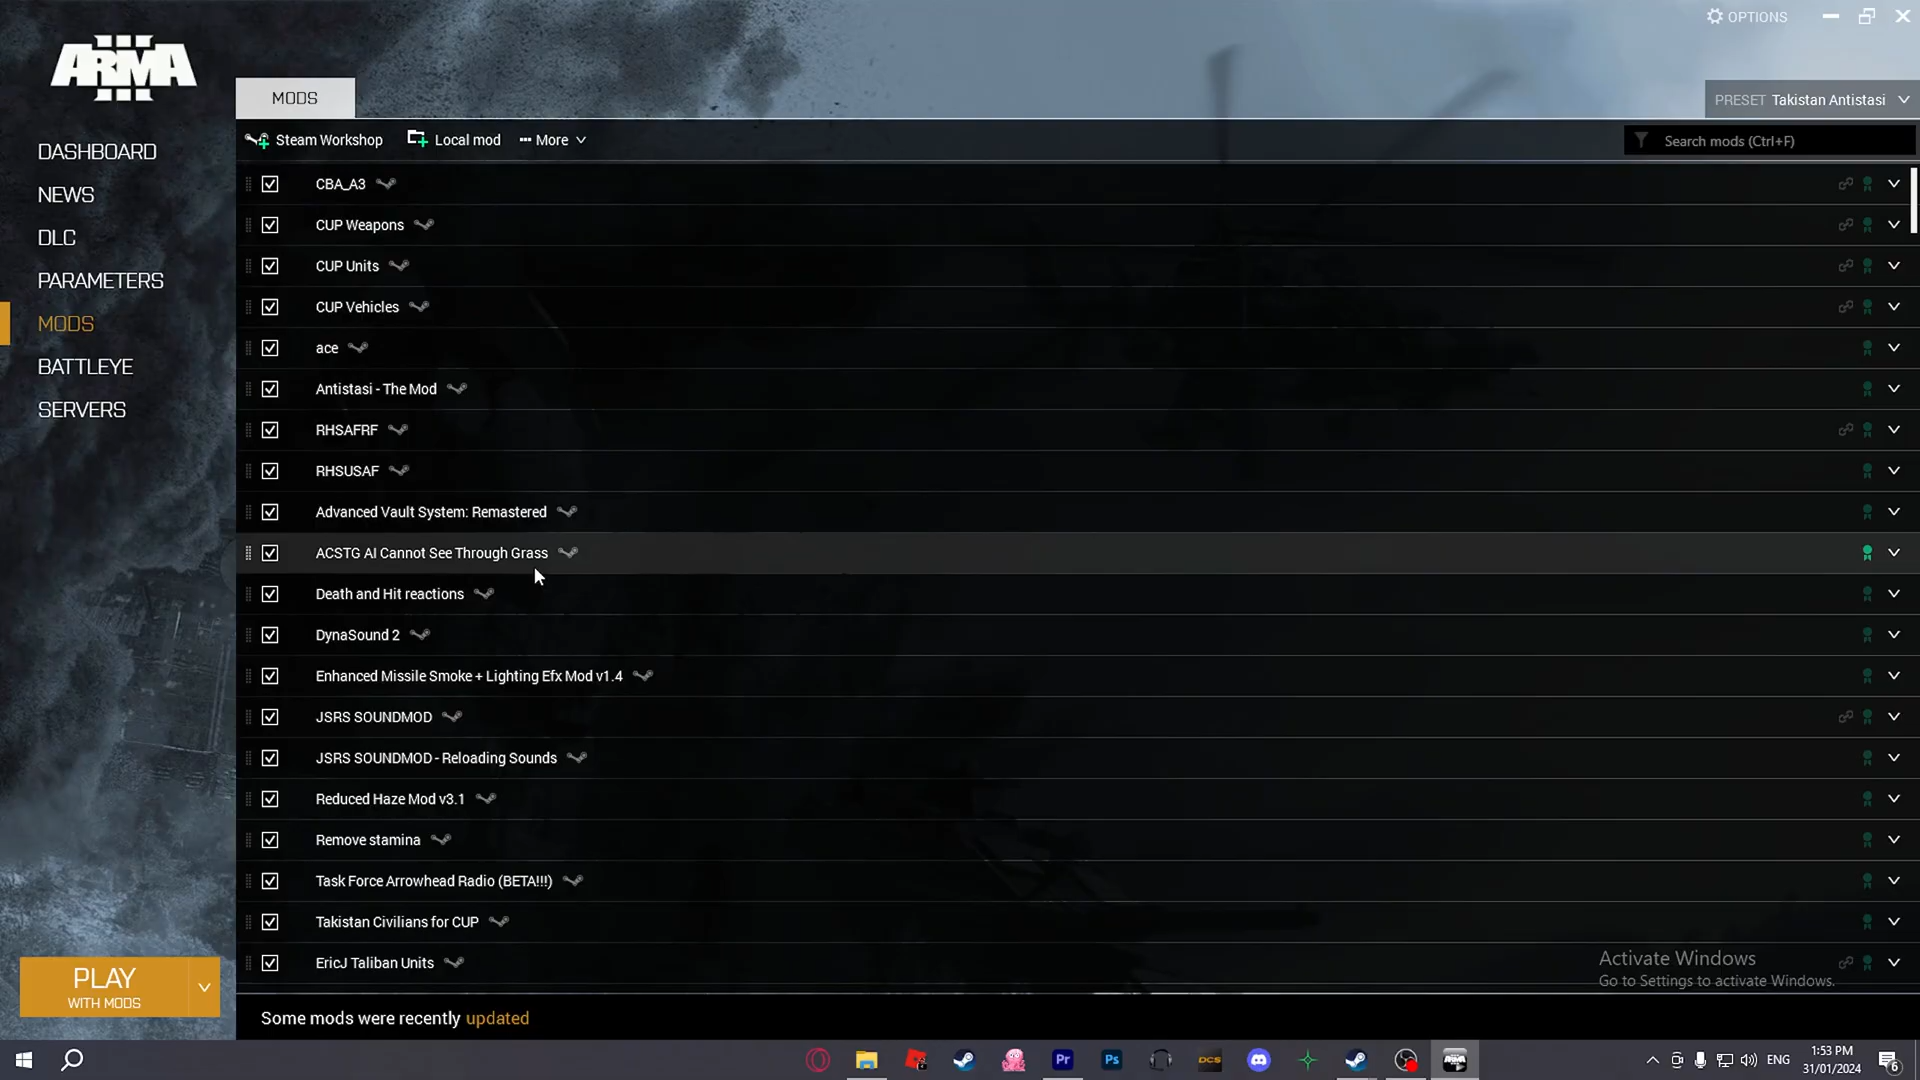 OPTIONS
ARMA III
MODS
PRESET Takistan Antistasi
Steam Workshop Local mod More
Search mods (Ctrl+F)
DASHBOARD
NEWS
DLC
PARAMETERS
MODS
BATTLEYE
SERVERS
CBA_A3
CUP Weapons
CUP Units
CUP Vehicles
ace
Antistasi - The Mod
RHSAFRF
RHSUSAF
Advanced Vault System: Remastered
ACSTG AI Cannot See Through Grass
Death and Hit reactions
DynaSound 2
Enhanced Missile Smoke + Lighting Efx Mod v1.4
JSRS SOUNDMOD
JSRS SOUNDMOD - Reloading Sounds
Reduced Haze Mod v3.1
Remove stamina
Task Force Arrowhead Radio (BETA!!!)
Takistan Civilians for CUP
EricJ Taliban Units
PLAY
WITH MODS
Activate Windows
Go to Settings to activate Windows.
Some mods were recently updated
Pr
Ps
DCS
ENG
1:53 PM
31/01/2024
6